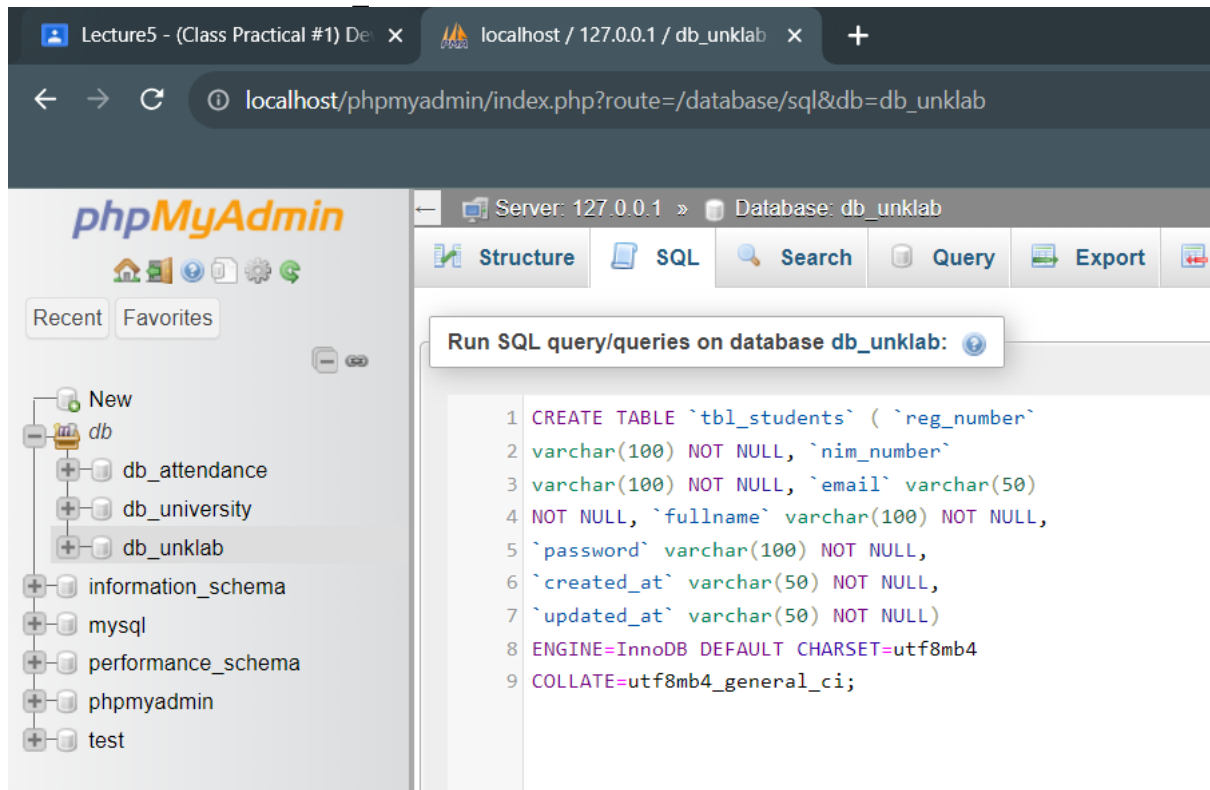 Lecture5 - (Class Practical #1) De
localhost / 127.0.0.1 / db_unklab
localhost/phpmyadmin/index.php?route=/database/sql&db=db_unklab
phpMyAdmin
Recent Favorites
New
db
db_attendance
db_university
db_unklab
information_schema
mysql
performance_schema
phpmyadmin
test
Server: 127.0.0.1 » Database: db_unklab
Structure SQL Search Query Export
Run SQL query/queries on database db_unklab:
1 CREATE TABLE `tbl_students` ( `reg_number`
2 varchar(100) NOT NULL, `nim_number`
3 varchar(100) NOT NULL, `email` varchar(50)
4 NOT NULL, `fullname` varchar(100) NOT NULL,
5 `password` varchar(100) NOT NULL,
6 `created_at` varchar(50) NOT NULL,
7 `updated_at` varchar(50) NOT NULL)
8 ENGINE=InnoDB DEFAULT CHARSET=utf8mb4
9 COLLATE=utf8mb4_general_ci;